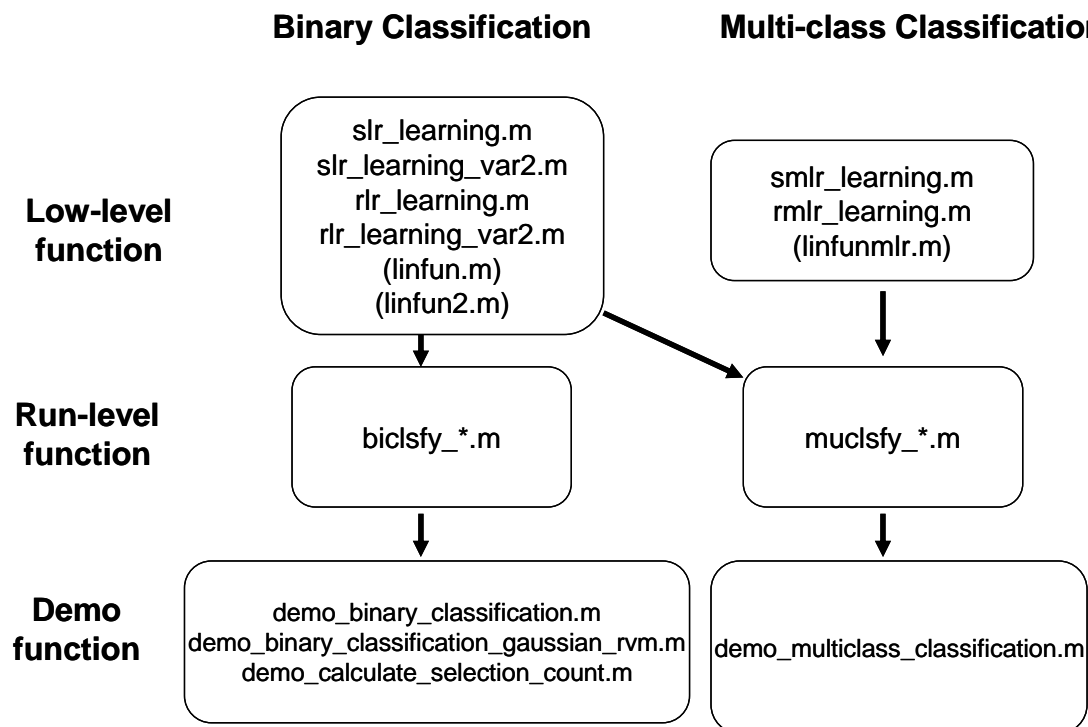 Binary Classification
Multi-class Classification
Low-level
function
slr_learning.m
slr_learning_var2.m
rlr_learning.m
rlr_learning_var2.m
(linfun.m)
(linfun2.m)
smlr_learning.m
rmlr_learning.m
(linfunmlr.m)
Run-level
function
biclsfy_*.m
muclsfy_*.m
Demo
function
demo_binary_classification.m
demo_binary_classification_gaussian_rvm.m
demo_calculate_selection_count.m
demo_multiclass_classification.m